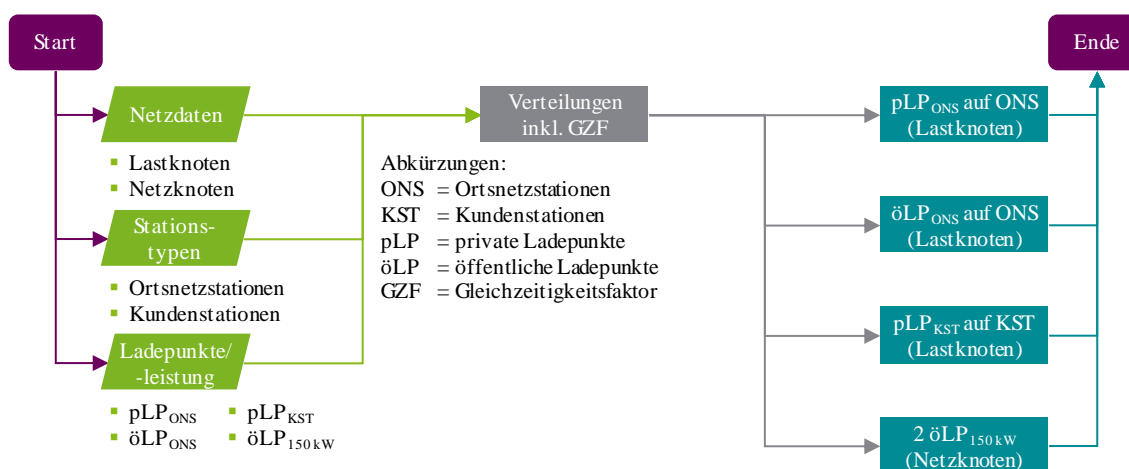 Start
Netzdaten
▪ Lastknoten
▪ Netzknoten
Stations-
typen
▪ Ortsnetzstationen
▪ Kundenstationen
Ladepunkte/
-leistung
▪ pLP_ONS ▪ pLP_KST
▪ öLP_ONS ▪ öLP_150 kW
Verteilungen
inkl. GZF
Abkürzungen:
ONS = Ortsnetzstationen
KST = Kundenstationen
pLP = private Ladepunkte
öLP = öffentliche Ladepunkte
GZF = Gleichzeitigkeitsfaktor
Ende
pLP_ONS auf ONS
(Lastknoten)
öLP_ONS auf ONS
(Lastknoten)
pLP_KST auf KST
(Lastknoten)
2 öLP_150 kW
(Netzknoten)